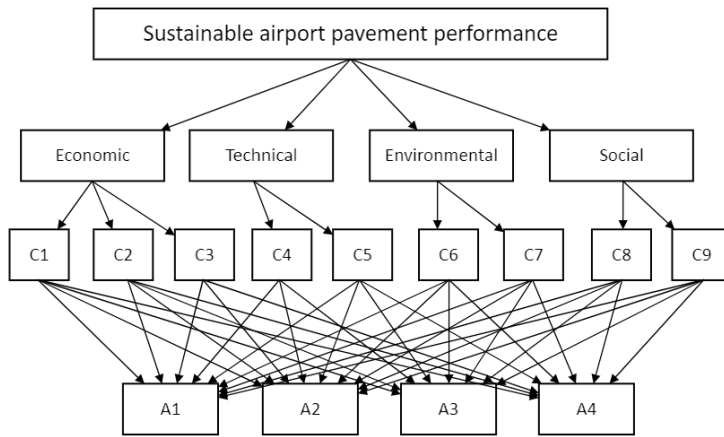 Sustainable airport pavement performance
Economic
Technical
Environmental
Social
C1
C2
C3
C4
C5
C6
C7
C8
C9
A1
A2
A3
A4